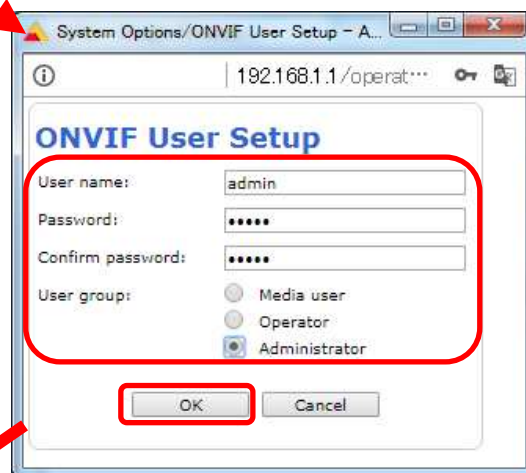 System Options/ONVIF User Setup - A...
192.168.1.1/operat…
ONVIF User Setup
User name: admin
Password: •••••
Confirm password: •••••
User group: Media user
Operator
Administrator
OK Cancel